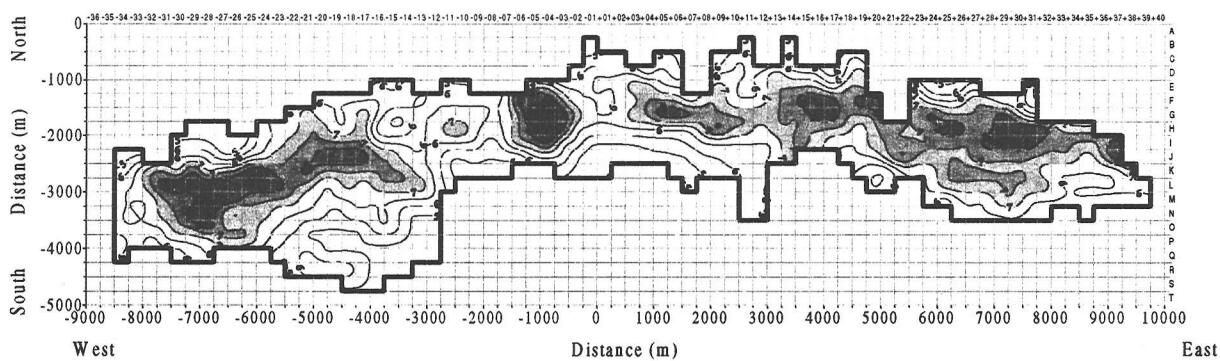 -36 -35 -34 -33 -32 -31 -30 -29 -28 -27 -26 -25 -24 -23 -22 -21 -20 -19 -18 -17 -16 -15 -14 -13 -12 -11 -10 -09 -08 -07 -06 -05 -04 -03 -02 -01 +01 +02 +03 +04 +05 +06 +07 +08 +09 +10 +11 +12 +13 +14 +15 +16 +17 +18 +19 +20 +21 +22 +23 +24 +25 +26 +27 +28 +29 +30 +31 +32 +33 +34 +35 +36 +37 +38 +39 +40
North
Distance (m)
South
0
-1000
-2000
-3000
-4000
-5000
A
B
C
D
E
F
G
H
I
J
K
L
M
N
O
P
Q
R
S
T
-9000 -8000 -7000 -6000 -5000 -4000 -3000 -2000 -1000 0 1000 2000 3000 4000 5000 6000 7000 8000 9000 10000
West Distance (m) East